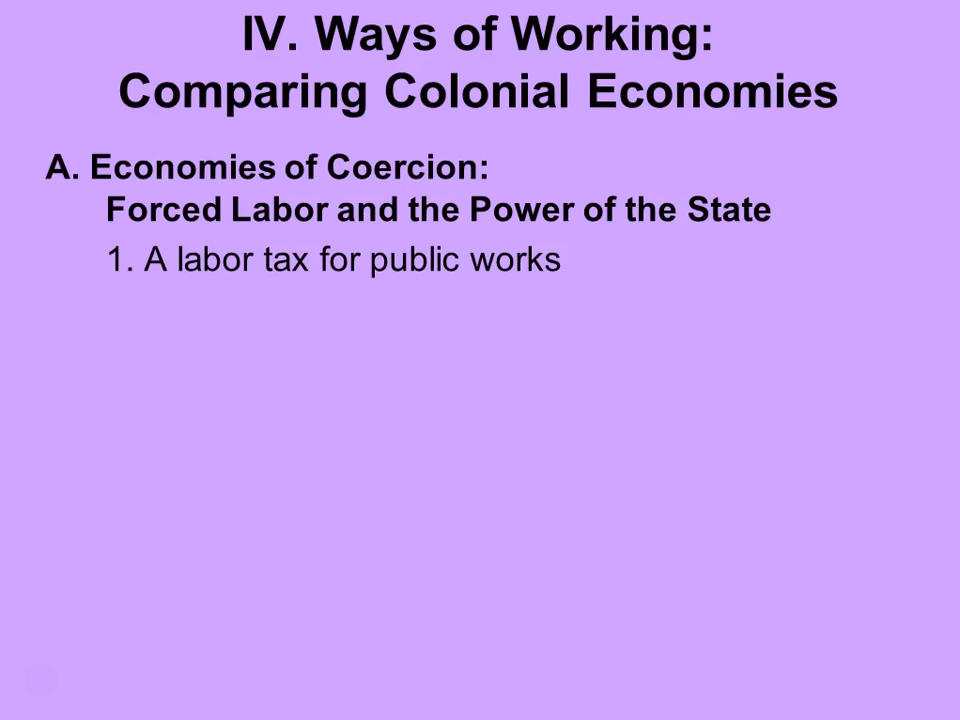 IV. Ways of Working:
Comparing Colonial Economies
A. Economies of Coercion:
Forced Labor and the Power of the State
1. A labor tax for public works